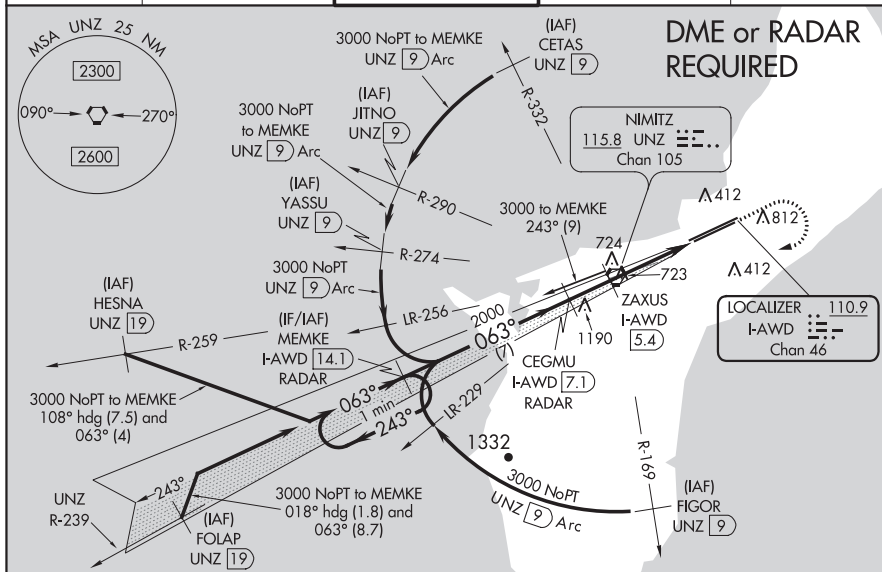 MSA UNZ 25 NM
2300
090°
270°
2600
3000 NoPT to MEMKE
UNZ 9 Arc
(IAF)
CETAS
UNZ 9
R-332
DME or RADAR
REQUIRED
(IAF)
JITNO
UNZ 9
3000 NoPT
to MEMKE
UNZ 9 Arc
R-290
NIMITZ
115.8 UNZ
Chan 105
(IAF)
YASSU
UNZ 9
R-274
3000 to MEMKE
243° (9)
412
812
724
723
412
3000 NoPT
UNZ 9 Arc
LR-256
ZAXUS
I-AWD
5.4
LOCALIZER 110.9
I-AWD
Chan 46
(IAF)
HESNA
UNZ 19
R-259
(IF/IAF)
MEMKE
I-AWD 14.1
RADAR
2000
063°
(7)
1190
CEGMU
I-AWD 7.1
RADAR
3000 NoPT to MEMKE
108° hdg (7.5) and
063° (4)
063°
1 min
243°
LR-229
1332
R-169
3000 NoPT
UNZ 9 Arc
(IAF)
FIGOR
UNZ 9
243°
UNZ
R-239
(IAF)
FOLAP
UNZ 19
3000 NoPT to MEMKE
018° hdg (1.8) and
063° (8.7)